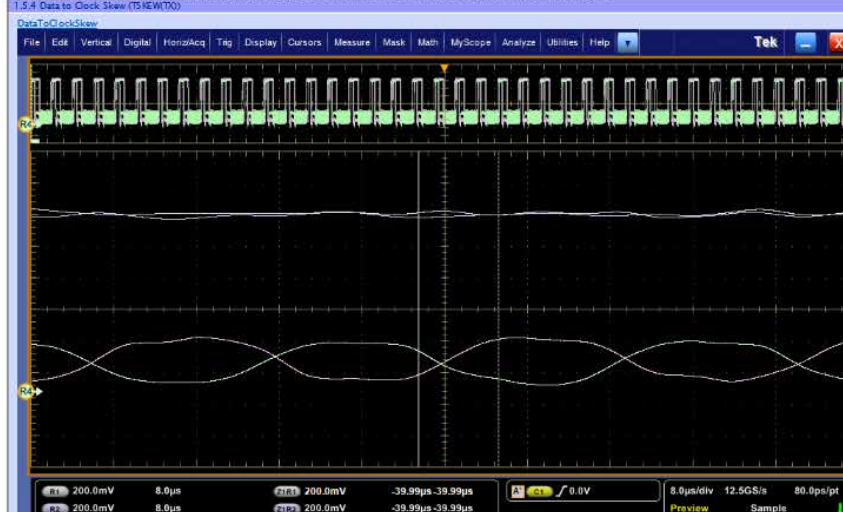 1.5.4 Data to Clock Skew (TSKEW(TX))
DataToClockSkew
File Edit Vertical Digital Horiz/Acq Trig Display Cursors Measure Mask Math MyScope Analyze Utilities Help Tek X
R4
R4
R1 200.0mV 8.0µs Z1R1 200.0mV -39.99µs -39.99µs A' C1 0.0V 8.0µs/div 12.5GS/s 80.0ps/pt
R2 200.0mV 8.0µs Z1R2 200.0mV -39.99µs -39.99µs Preview Sample